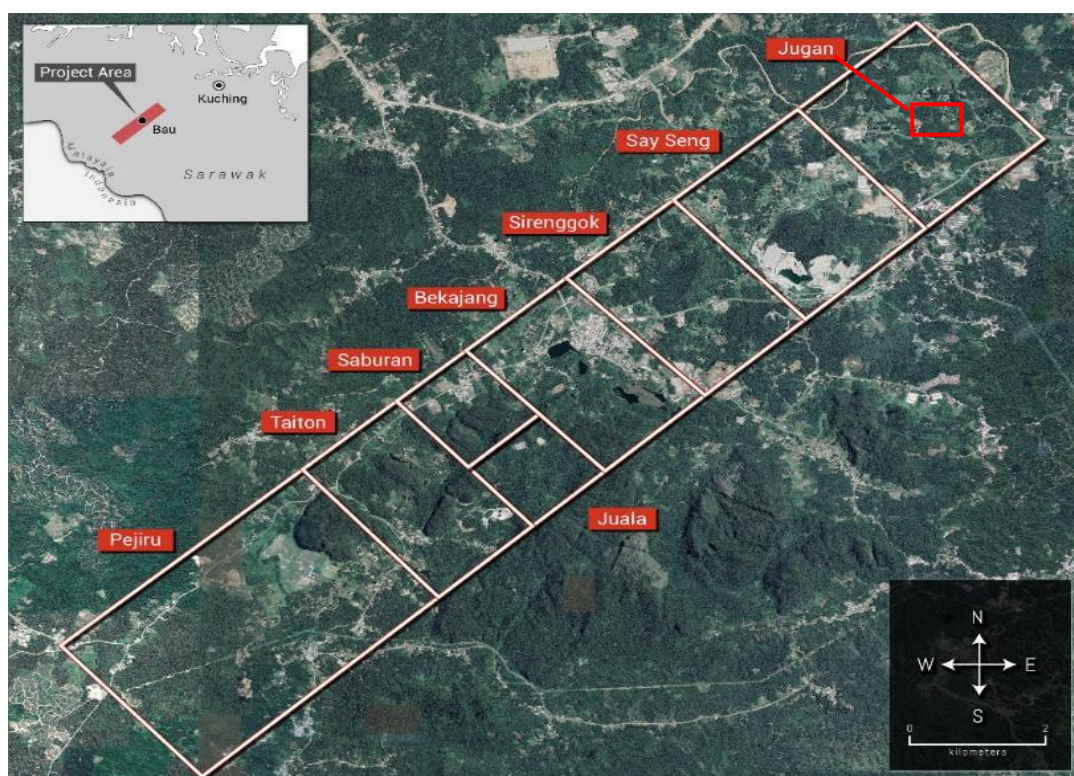 Project Area
Kuching
Bau
Malaysia
Indonesia
Sarawak
Jugan
Say Seng
Sirenggok
Bekajang
Saburan
Taiton
Pejiru
Juala
N
W E
S
0 2
kilometers